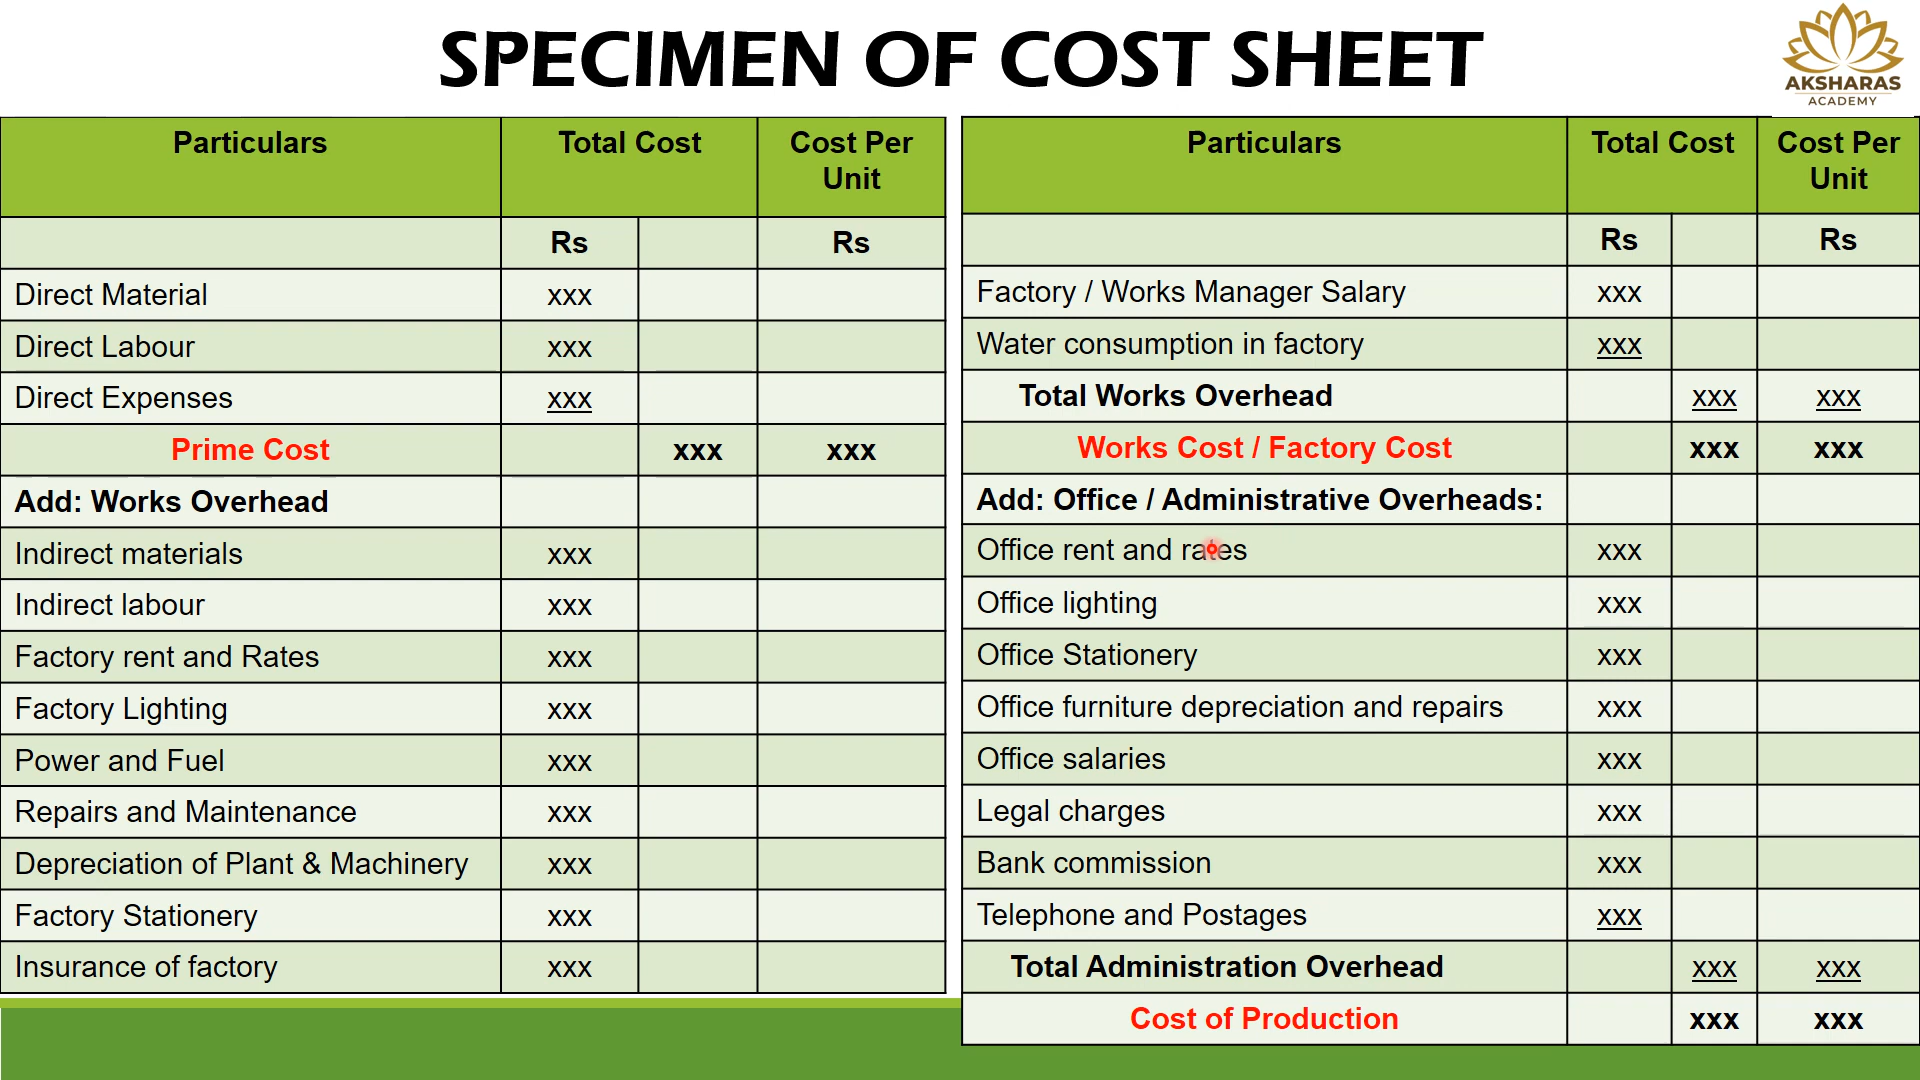 SPECIMEN OF COST SHEET
AKSHARAS
ACADEMY
Particulars Total Cost Cost Per
Unit
Rs Rs
Direct Material xxx
Direct Labour xxx
Direct Expenses xxx
Prime Cost xxx xxx
Add: Works Overhead
Indirect materials xxx
Indirect labour xxx
Factory rent and Rates xxx
Factory Lighting xxx
Power and Fuel xxx
Repairs and Maintenance xxx
Depreciation of Plant & Machinery xxx
Factory Stationery xxx
Insurance of factory xxx
Particulars Total Cost Cost Per
Unit
Rs Rs
Factory / Works Manager Salary xxx
Water consumption in factory xxx
Total Works Overhead xxx xxx
Works Cost / Factory Cost xxx xxx
Add: Office / Administrative Overheads:
Office rent and rates xxx
Office lighting xxx
Office Stationery xxx
Office furniture depreciation and repairs xxx
Office salaries xxx
Legal charges xxx
Bank commission xxx
Telephone and Postages xxx
Total Administration Overhead xxx xxx
Cost of Production xxx xxx